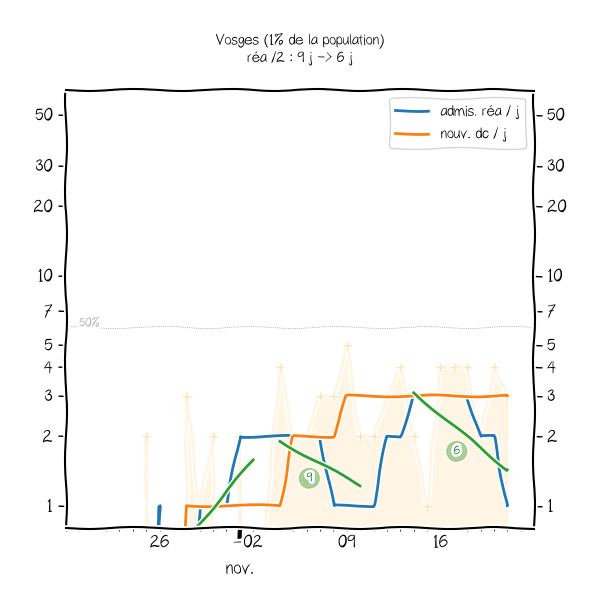 Vosges (1% de la population)
réa /2 : 9 j -> 6 j
admis. réa / j
nouv. dc / j
50 50
30 30
20 20
10 10
7 7
50%
5 5
4 4
3 3
2 2
6
9
1 1
26 02 09 16
nov.